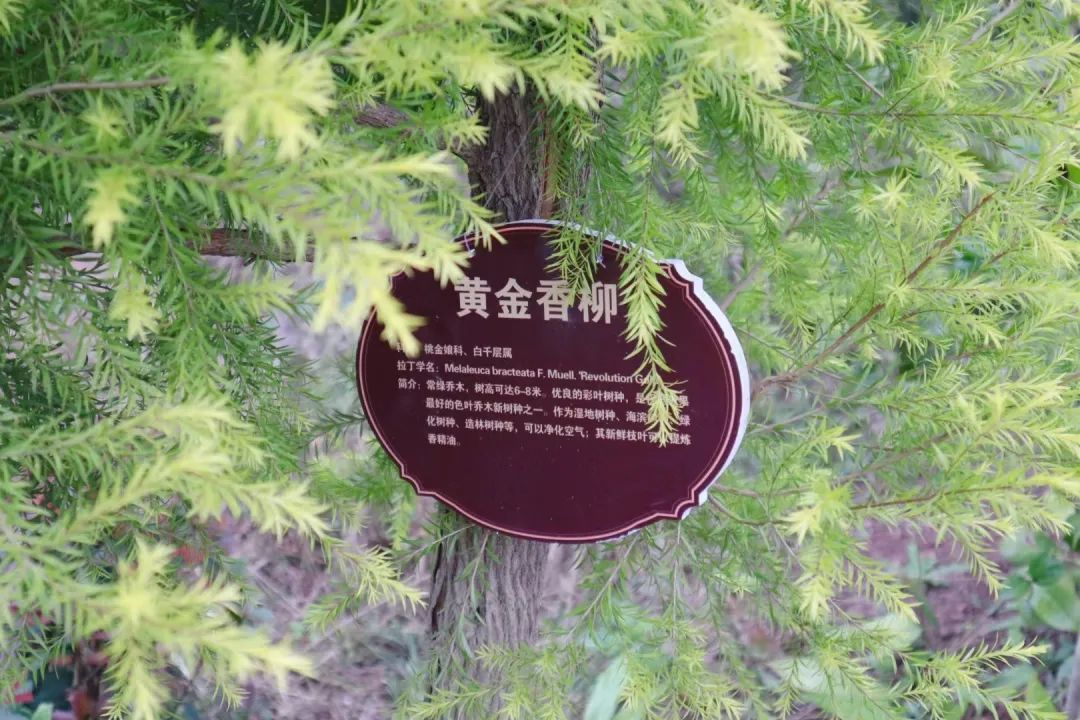 黄金香柳
桃金娘科、白千层属
拉丁学名：Melaleuca bracteata F. Muell. 'Revolution
简介：常绿乔木，树高可达6-8米。优良的彩叶树种，是
最好的色叶乔木新树种之一。作为湿地树种、海滨 绿
化树种、造林树种等，可以净化空气；其新鲜枝叶可 提炼
香精油。